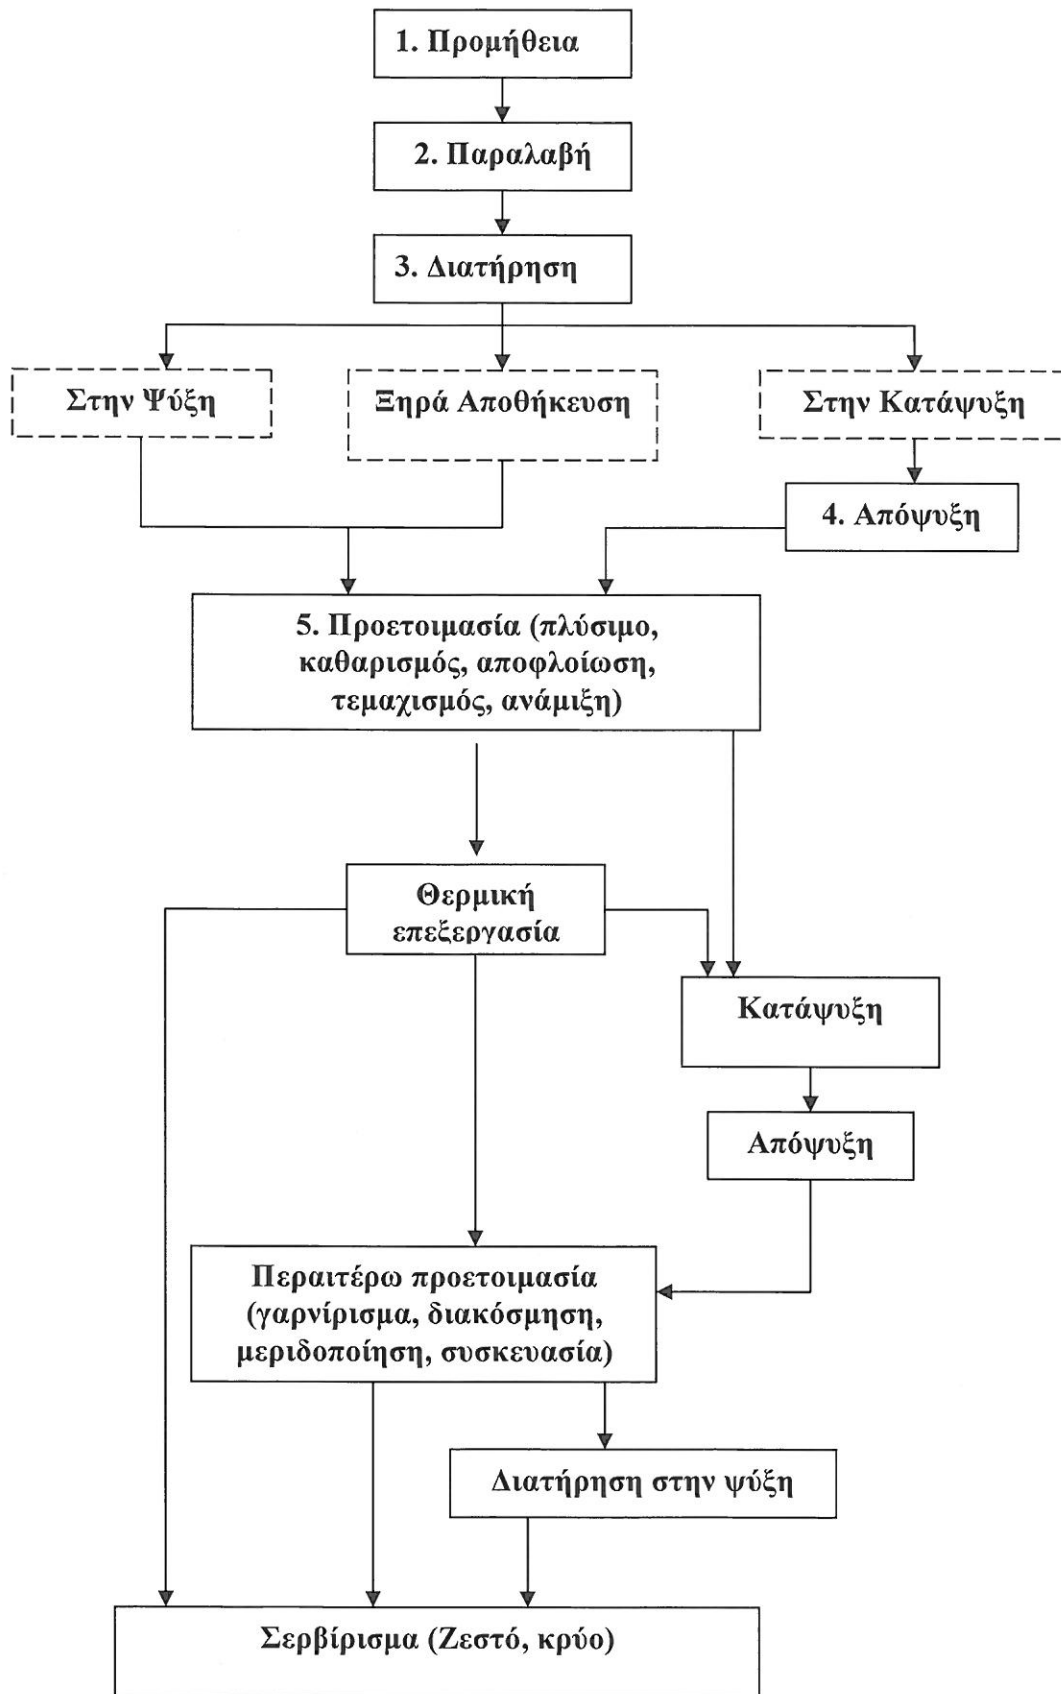 1. Προμήθεια
2. Παραλαβή
3. Διατήρηση
Στην Ψύξη
Ξηρά Αποθήκευση
Στην Κατάψυξη
4. Απόψυξη
5. Προετοιμασία (πλύσιμο,
καθαρισμός, αποφλοίωση,
τεμαχισμός, ανάμιξη)
Θερμική
επεξεργασία
Κατάψυξη
Απόψυξη
Περαιτέρω προετοιμασία
(γαρνίρισμα, διακόσμηση,
μεριδοποίηση, συσκευασία)
Διατήρηση στην ψύξη
Σερβίρισμα (Ζεστό, κρύο)